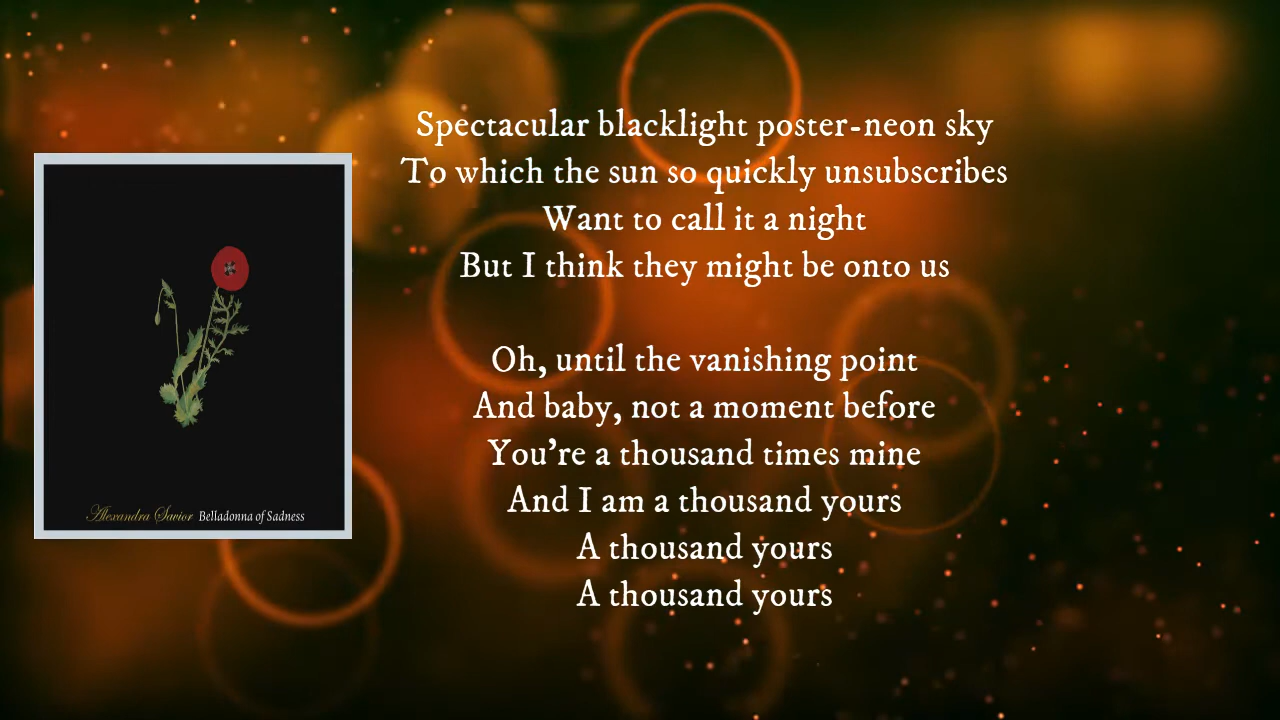 Spectacular blacklight poster-neon sky
To which the sun so quickly unsubscribes
Want to call it a night
But I think they might be onto us
Oh, until the vanishing point
And baby, not a moment before
You're a thousand times mine
And I am a thousand yours
A thousand yours
A thousand yours
Alexandra Savior Belladonna of Sadness